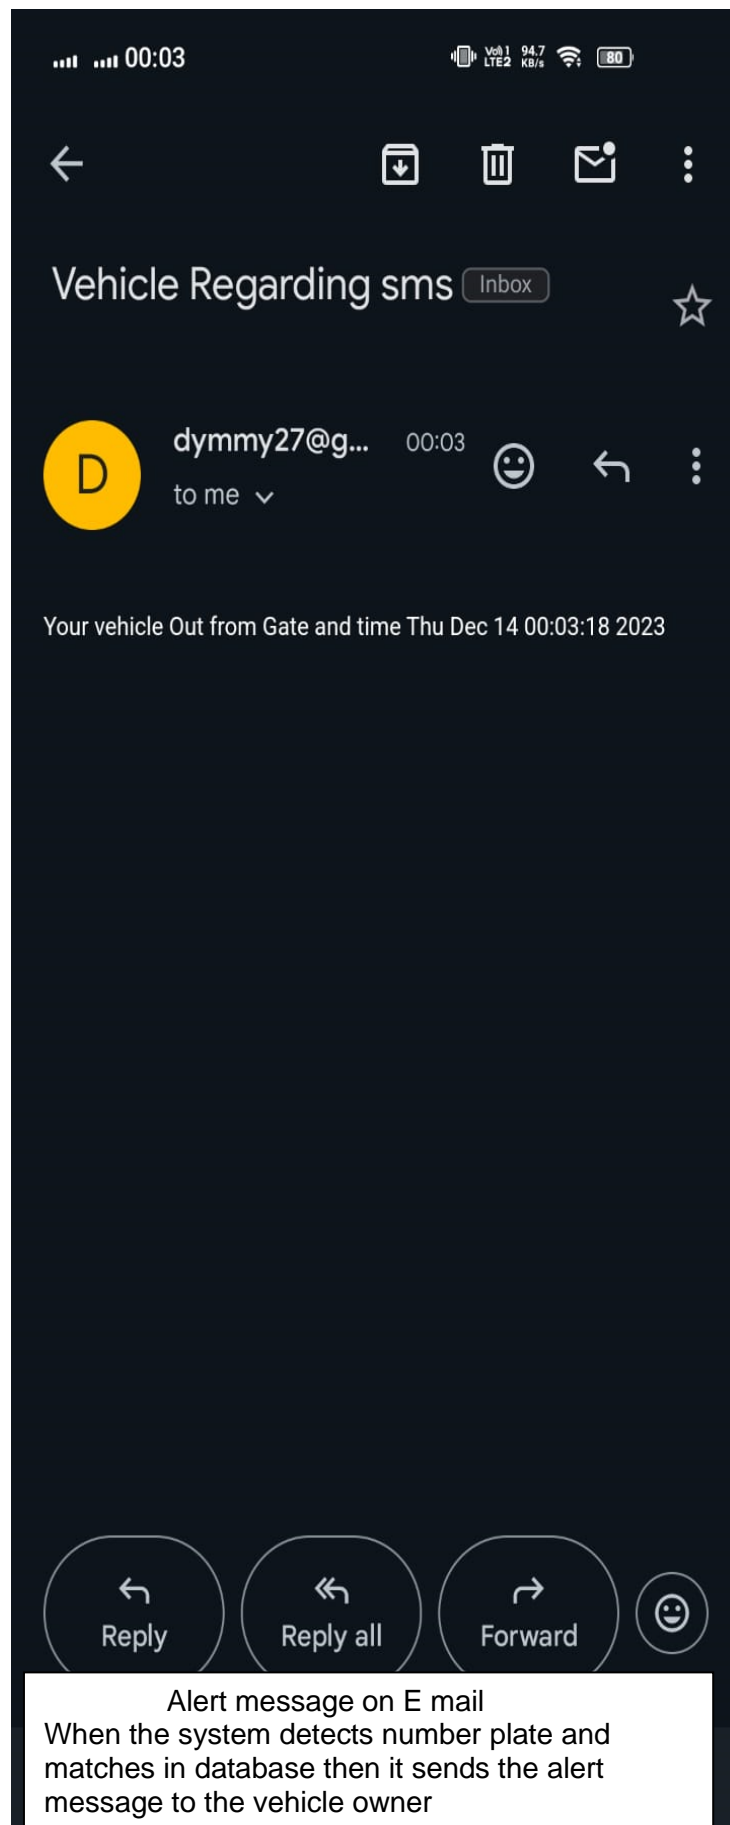 00:03 Vo) 1 LTE2 94.7 KB/s 80
Vehicle Regarding sms Inbox
D dymmy27@g... 00:03
to me
Your vehicle Out from Gate and time Thu Dec 14 00:03:18 2023
Reply Reply all Forward
Alert message on E mail
When the system detects number plate and
matches in database then it sends the alert
message to the vehicle owner